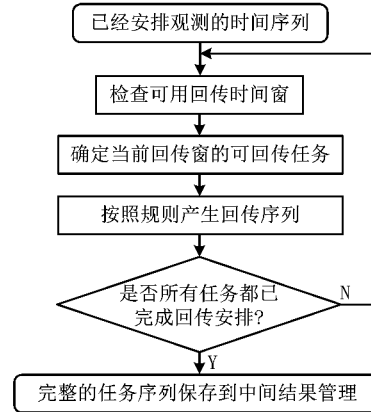 已经安排观测的时间序列
检查可用回传时间窗
确定当前回传窗的可回传任务
按照规则产生回传序列
是否所有任务都已
完成回传安排?
N
Y
完整的任务序列保存到中间结果管理